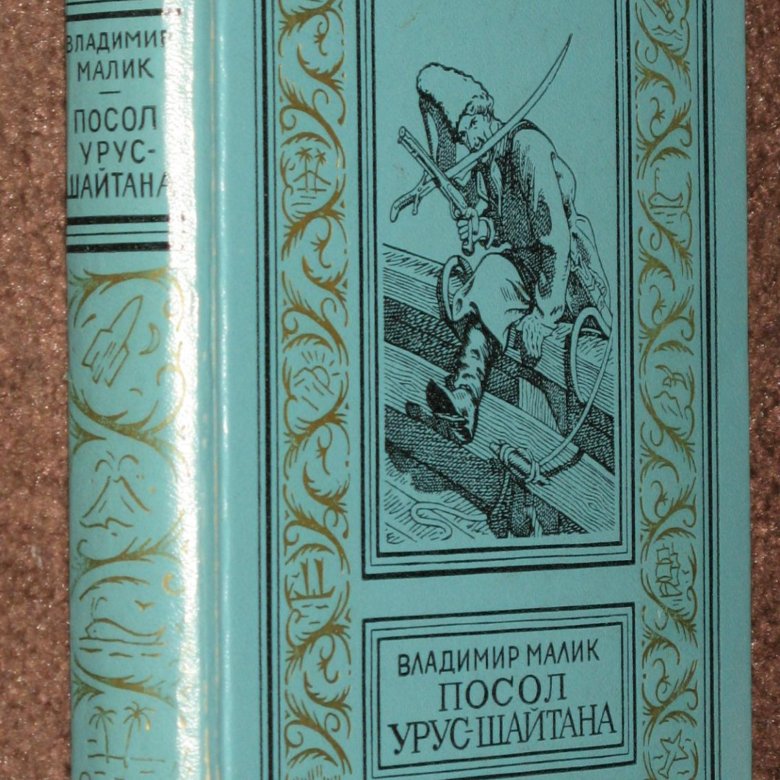 ВЛАДИМИР
МАЛИК
ПОСОЛ
УРУС-
ШАЙТАНА
ВЛАДИМИР МАЛИК
ПОСОЛ
УРУС-ШАЙТАНА